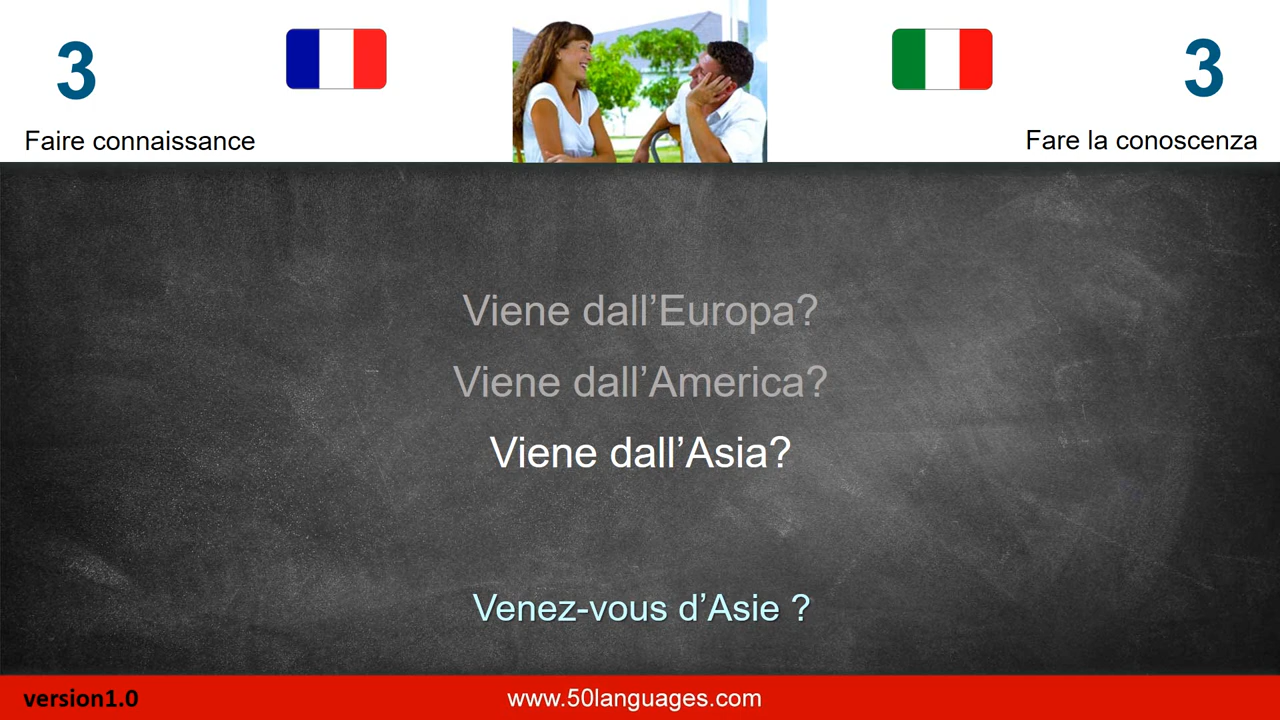 3
3
Faire connaissance
Fare la conoscenza
Viene dall’Europa?
Viene dall’America?
Viene dall’Asia?
Venez-vous d’Asie ?
version1.0
www.50languages.com